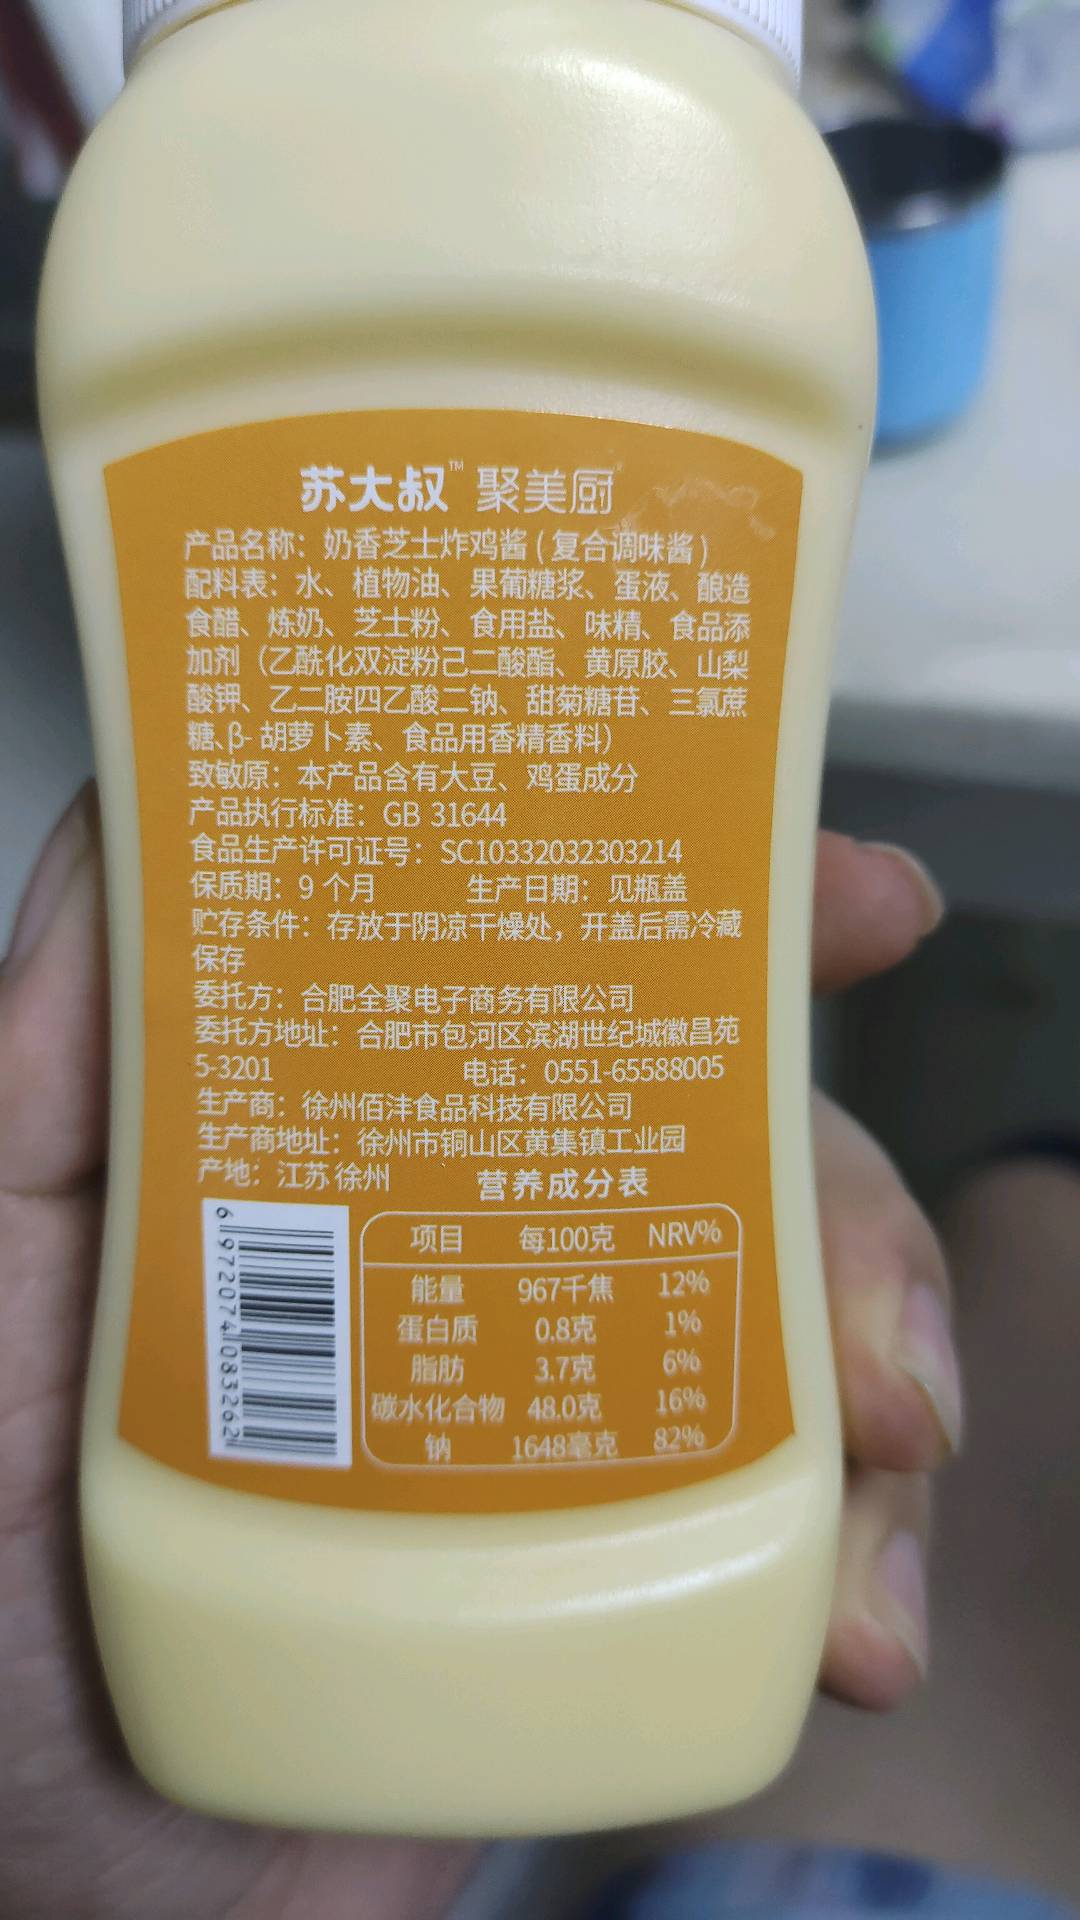 苏大叔™ 聚美厨
产品名称：奶香芝士炸鸡酱（复合调味酱）
配料表：水、植物油、果葡糖浆、蛋液、酿造
食醋、炼奶、芝士粉、食用盐、味精、食品添
加剂（乙酰化双淀粉己二酸酯、黄原胶、山梨
酸钾、乙二胺四乙酸二钠、甜菊糖苷、三氯蔗
糖、β-胡萝卜素、食品用香精香料）
致敏原：本产品含有大豆、鸡蛋成分
产品执行标准：GB 31644
食品生产许可证号：SC10332032303214
保质期：9 个月 生产日期：见瓶盖
贮存条件：存放于阴凉干燥处，开盖后需冷藏
保存
委托方：合肥全聚电子商务有限公司
委托方地址：合肥市包河区滨湖世纪城徽昌苑
5-3201 电话：0551-65588005
生产商：徐州佰沣食品科技有限公司
生产商地址：徐州市铜山区黄集镇工业园
产地：江苏徐州
营养成分表
项目 每100克 NRV%
能量 967千焦 12%
蛋白质 0.8克 1%
脂肪 3.7克 6%
碳水化合物 48.0克 16%
钠 1648毫克 82%
6 972074 083262